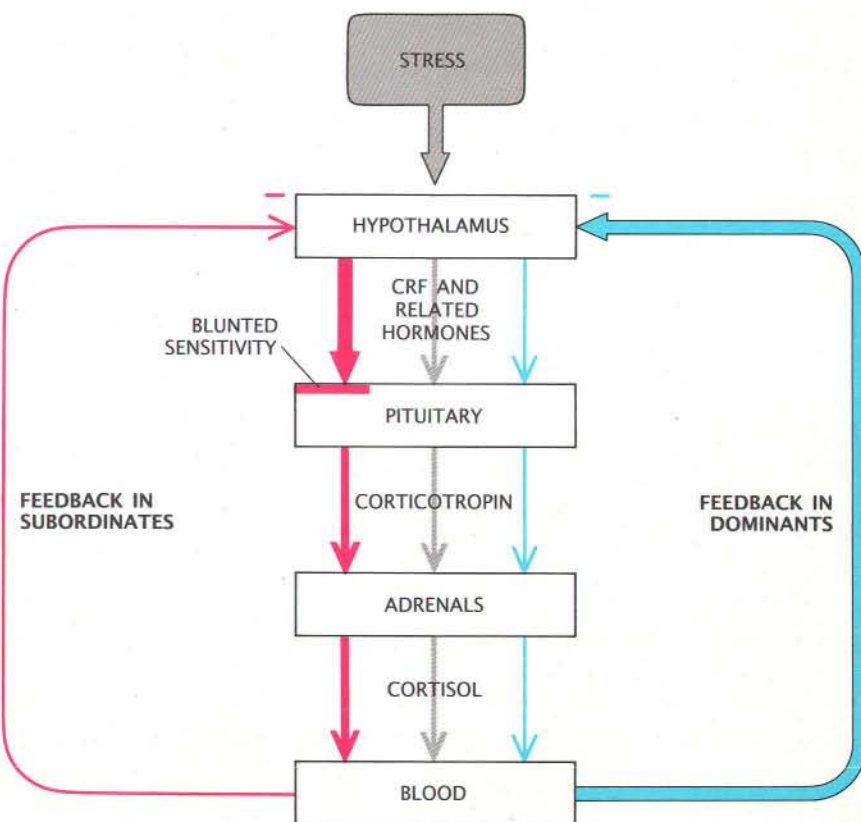 STRESS
HYPOTHALAMUS
CRF AND
RELATED
HORMONES
BLUNTED
SENSITIVITY
PITUITARY
CORTICOTROPIN
FEEDBACK IN
SUBORDINATES
FEEDBACK IN
DOMINANTS
ADRENALS
CORTISOL
BLOOD